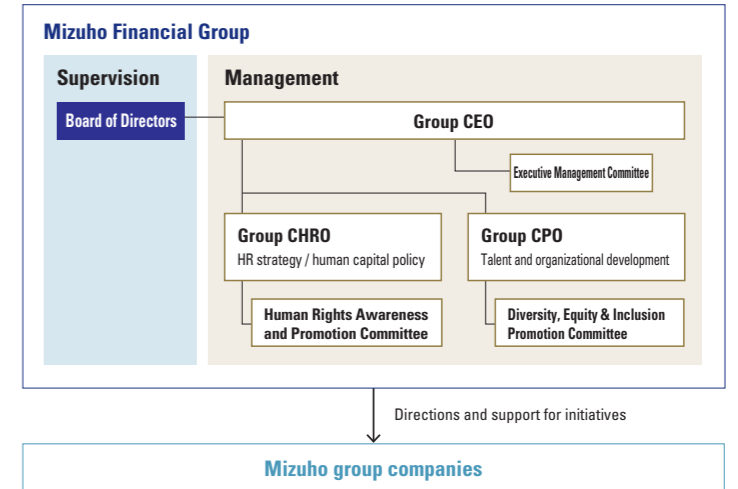 Mizuho Financial Group
Supervision
Management
Board of Directors
Group CEO
Executive Management Committee
Group CHRO
HR strategy / human capital policy
Group CPO
Talent and organizational development
Human Rights Awareness
and Promotion Committee
Diversity, Equity & Inclusion
Promotion Committee
Directions and support for initiatives
Mizuho group companies